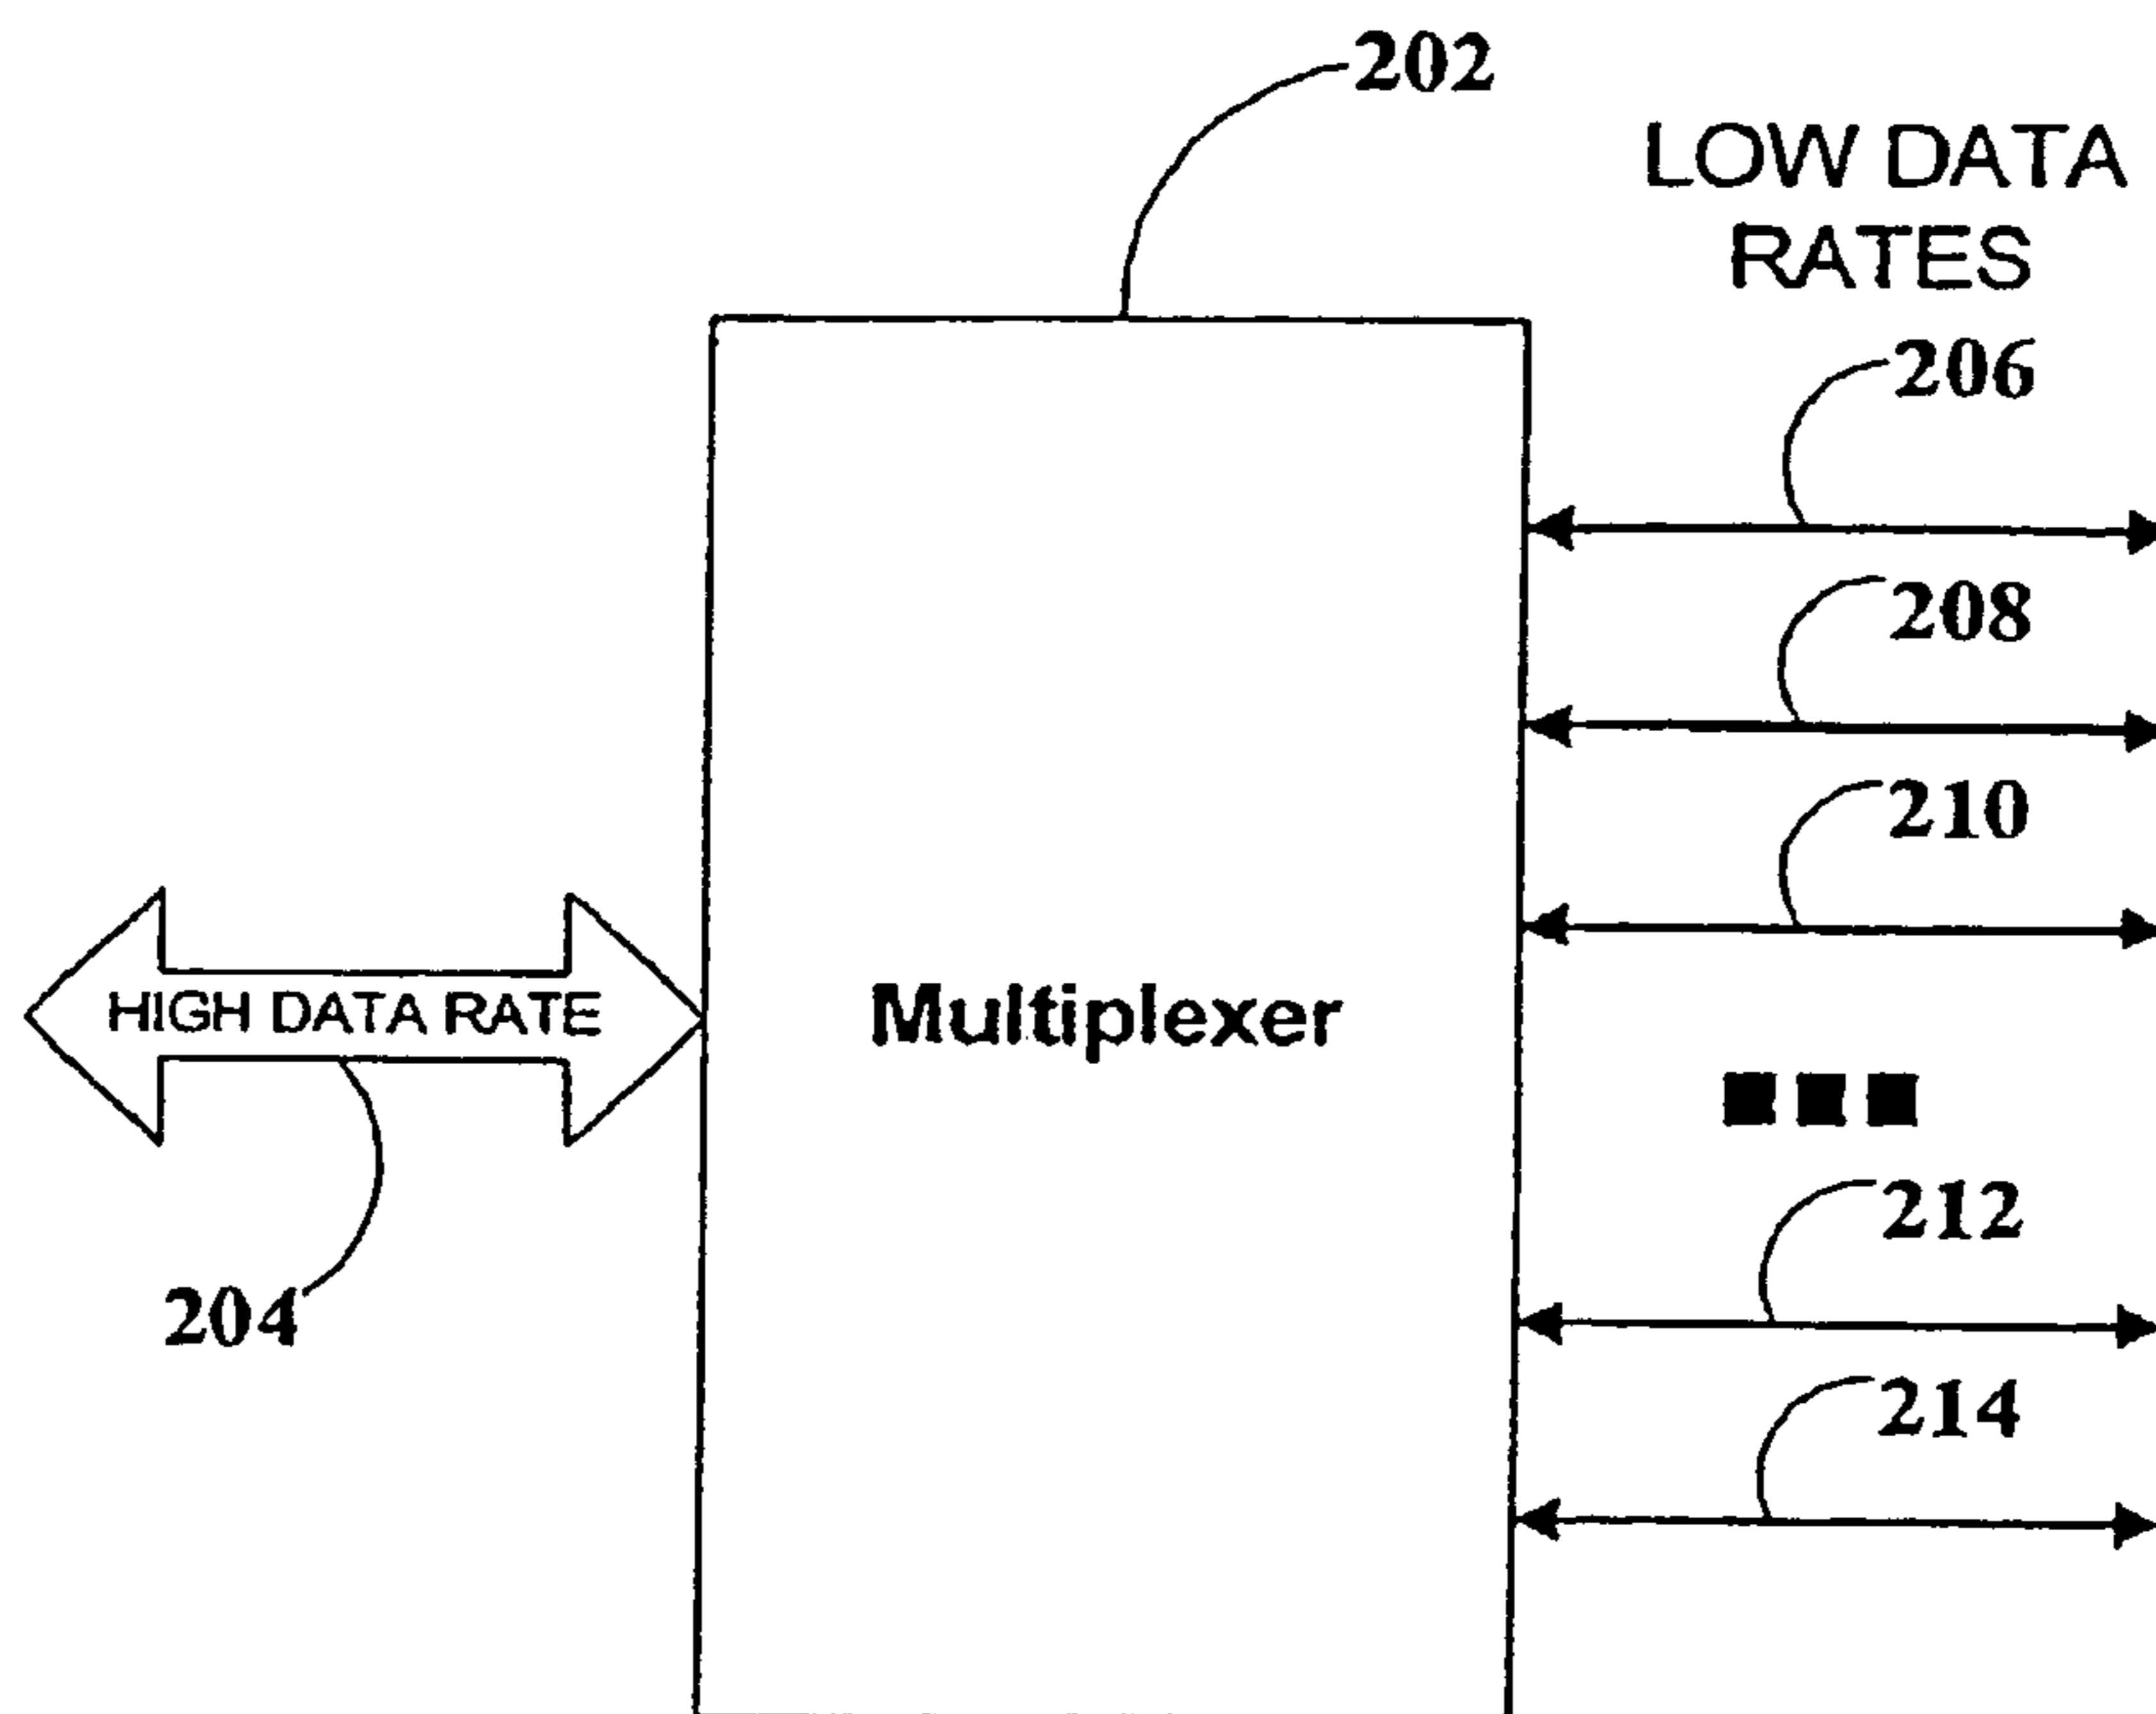 202
LOW DATA
RATES
206
208
210
HIGH DATA RATE
Multiplexer
212
204
214